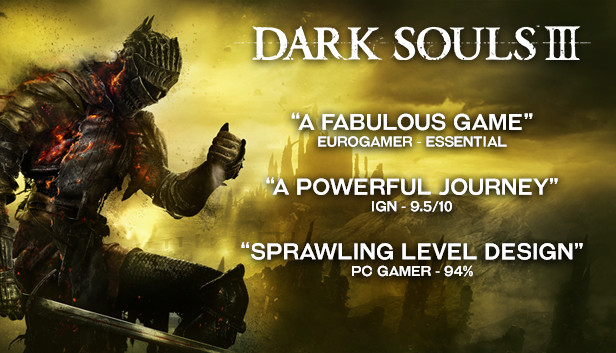 DARK SOULS III
“A FABULOUS GAME”
EUROGAMER - ESSENTIAL
“A POWERFUL JOURNEY”
IGN - 9.5/10
“SPRAWLING LEVEL DESIGN”
PC GAMER - 94%